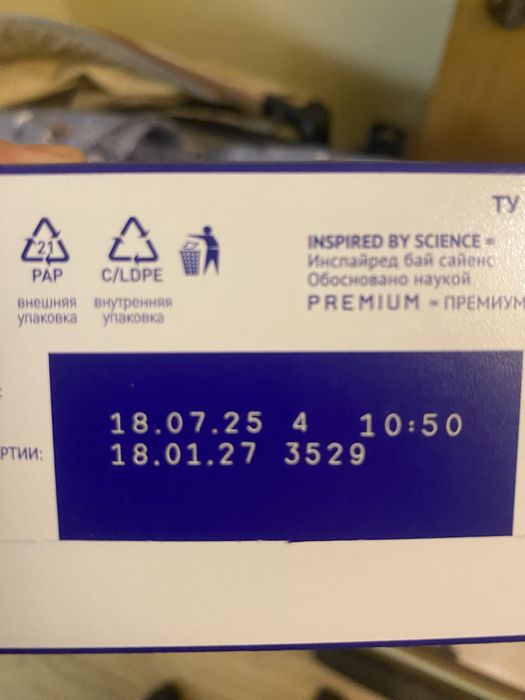 ТУ
INSPIRED BY SCIENCE =
Инспайред бай сайенс
Обосновано наукой
PREMIUM = ПРЕМИУМ
21
PAP
C/LDPE
внешняя упаковка
внутренняя упаковка
РТИИ:
18.07.25 4 10:50
18.01.27 3529